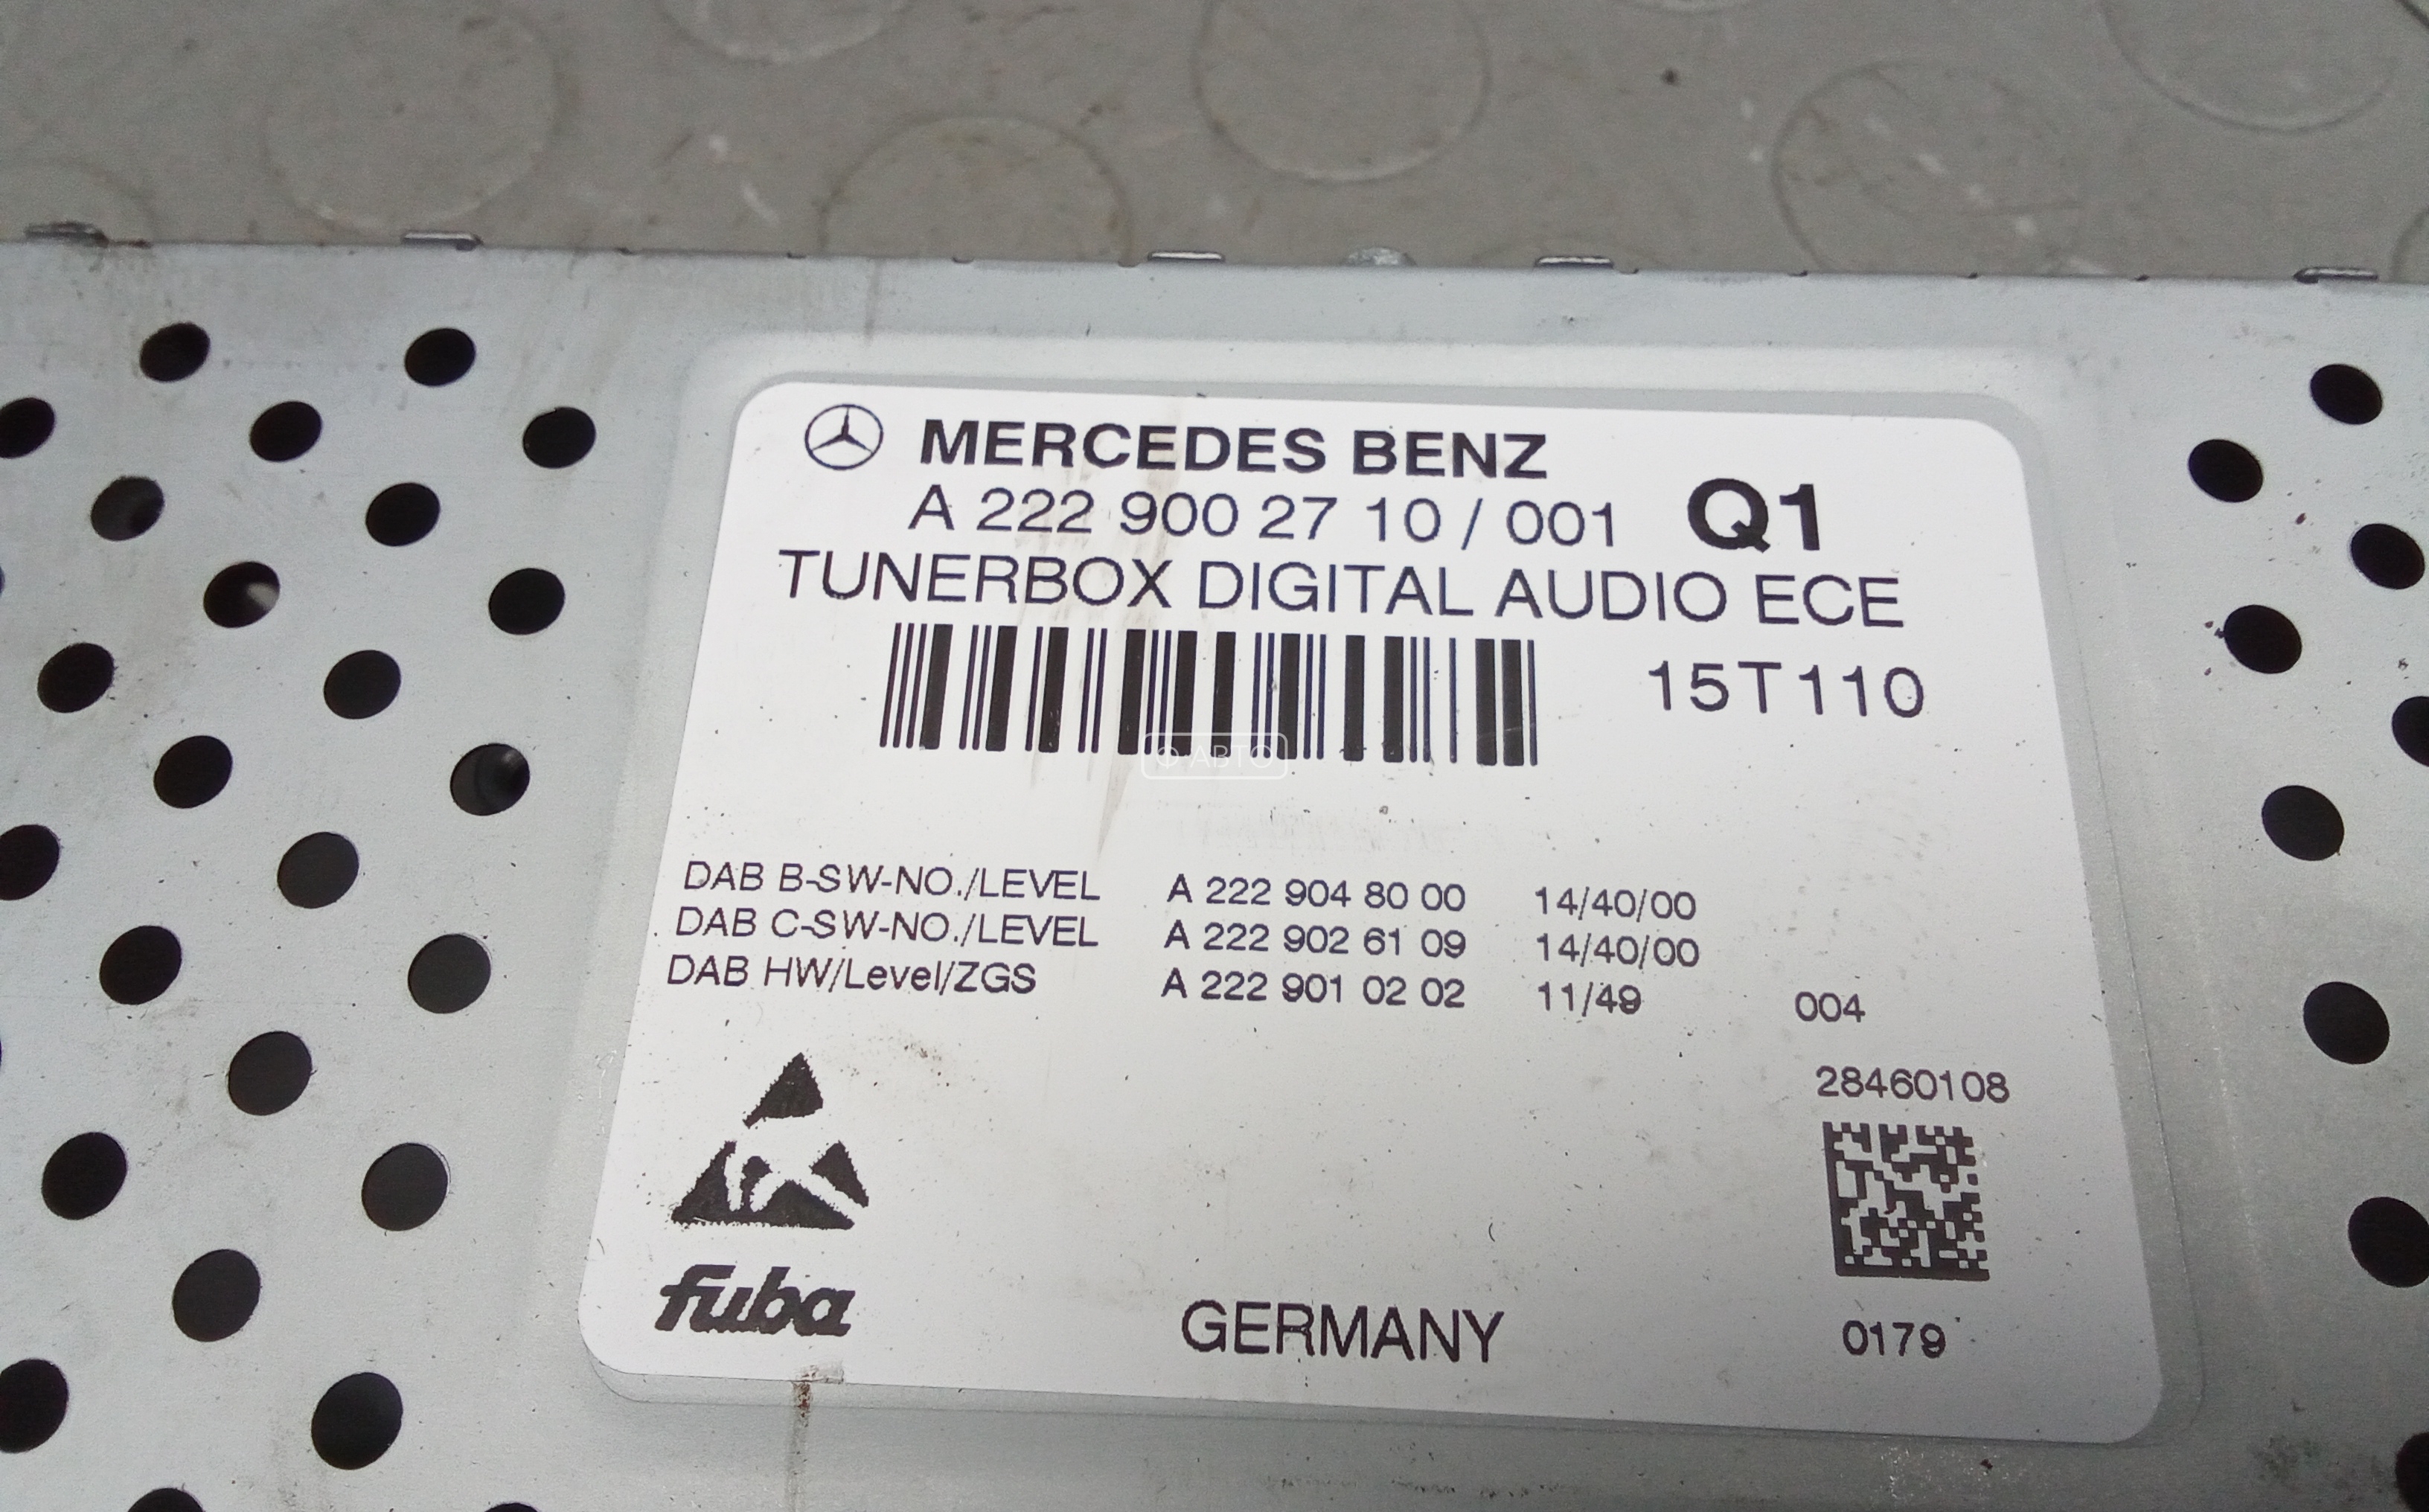 MERCEDES BENZ
A 222 900 27 10 / 001 Q1
TUNERBOX DIGITAL AUDIO ECE
15T110
Ф АВТО
DAB B-SW-NO./LEVEL A 222 904 80 00 14/40/00
DAB C-SW-NO./LEVEL A 222 902 61 09 14/40/00
DAB HW/Level/ZGS A 222 901 02 02 11/49 004
28460108
fuba
GERMANY
0179